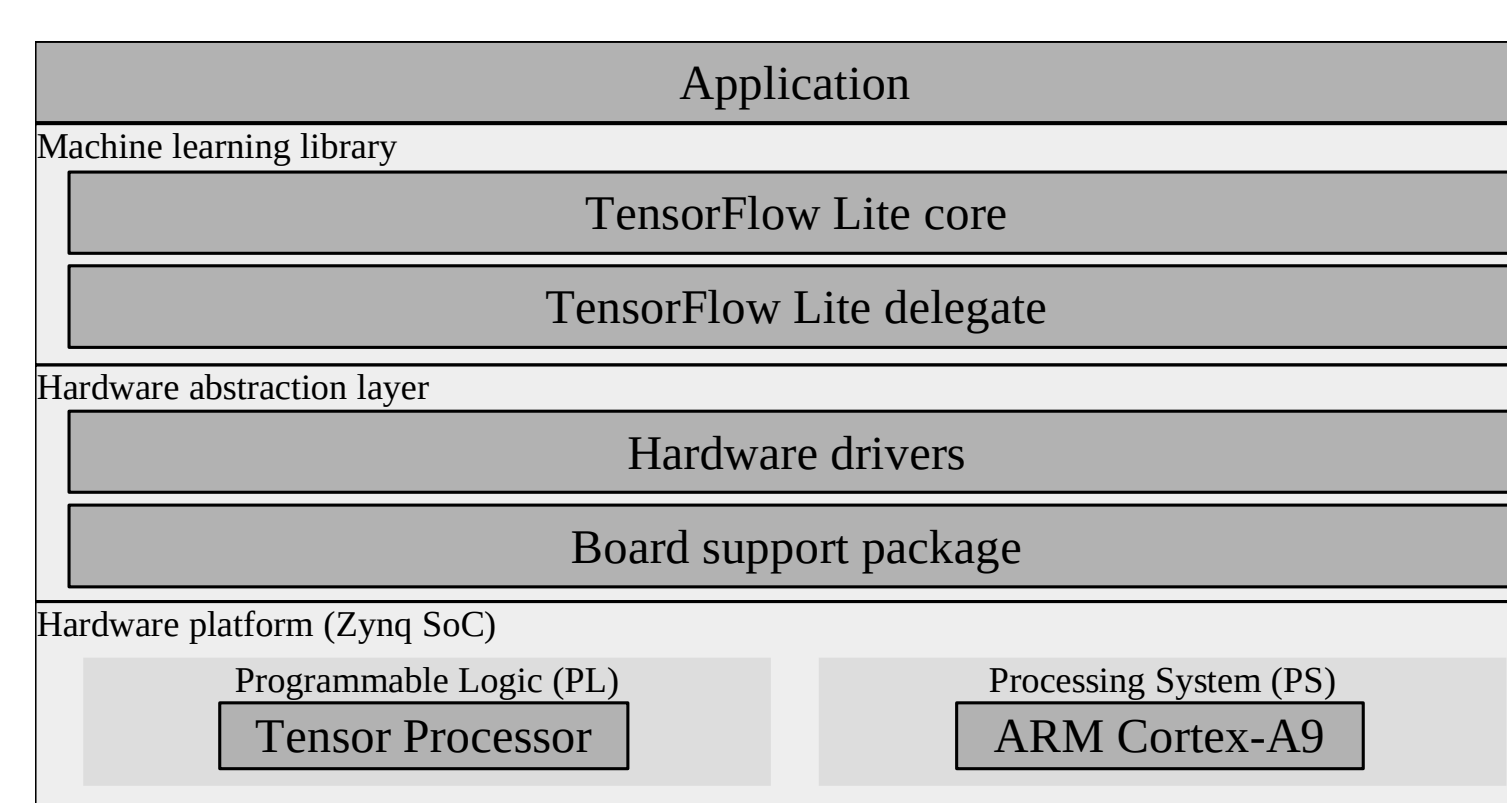 Application
Machine learning library
TensorFlow Lite core
TensorFlow Lite delegate
Hardware abstraction layer
Hardware drivers
Board support package
Hardware platform (Zynq SoC)
Programmable Logic (PL)
Tensor Processor
Processing System (PS)
ARM Cortex-A9